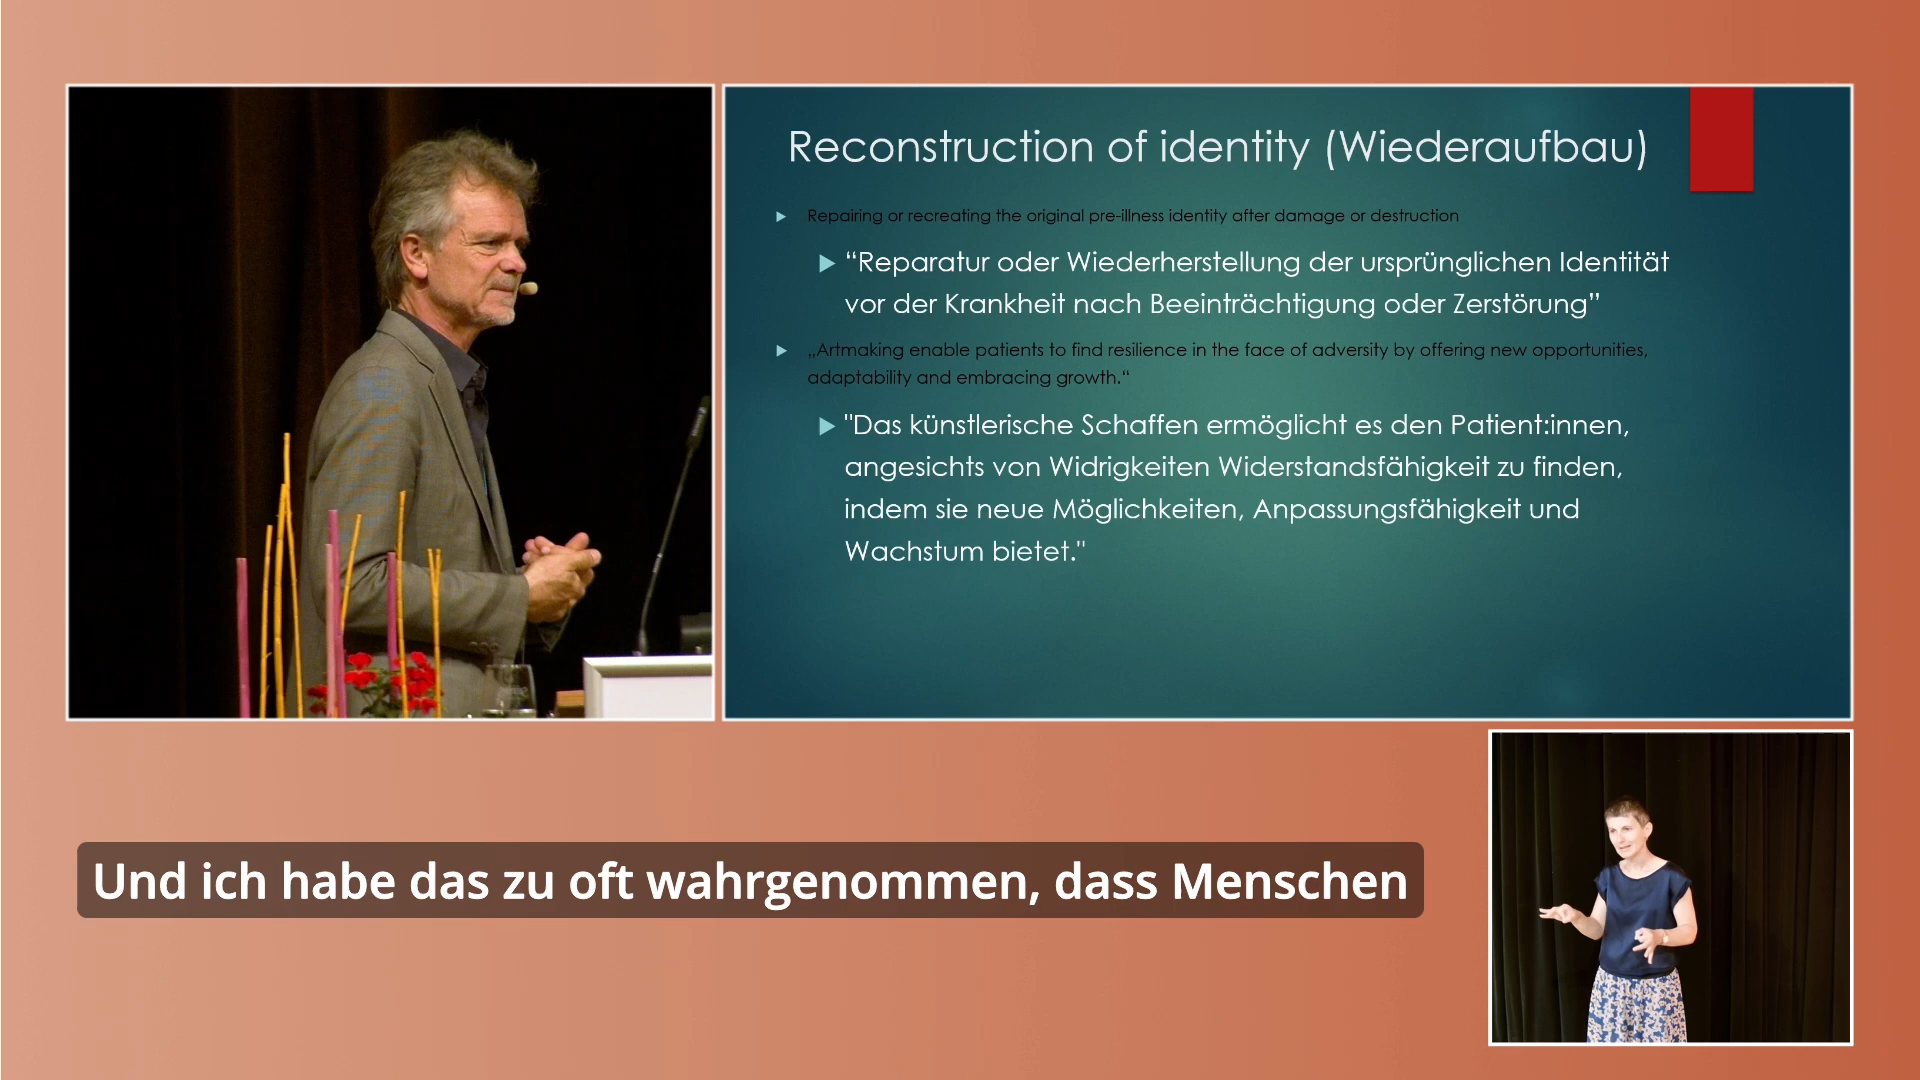 Reconstruction of identity (Wiederaufbau)
Repairing or recreating the original pre-illness identity after damage or destruction
“Reparatur oder Wiederherstellung der ursprünglichen Identität
vor der Krankheit nach Beeinträchtigung oder Zerstörung”
„Artmaking enable patients to find resilience in the face of adversity by offering new opportunities,
adaptability and embracing growth.“
"Das künstlerische Schaffen ermöglicht es den Patient:innen,
angesichts von Widrigkeiten Widerstandsfähigkeit zu finden,
indem sie neue Möglichkeiten, Anpassungsfähigkeit und
Wachstum bietet."
Und ich habe das zu oft wahrgenommen, dass Menschen